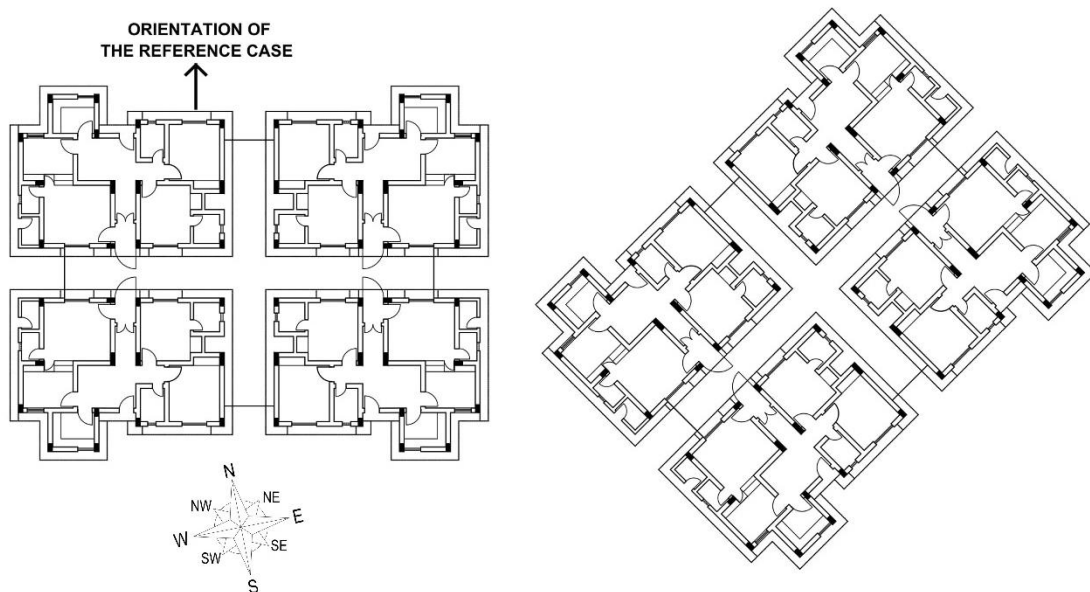 ORIENTATION OF
THE REFERENCE CASE
N
NW NE
W E
SW SE
S